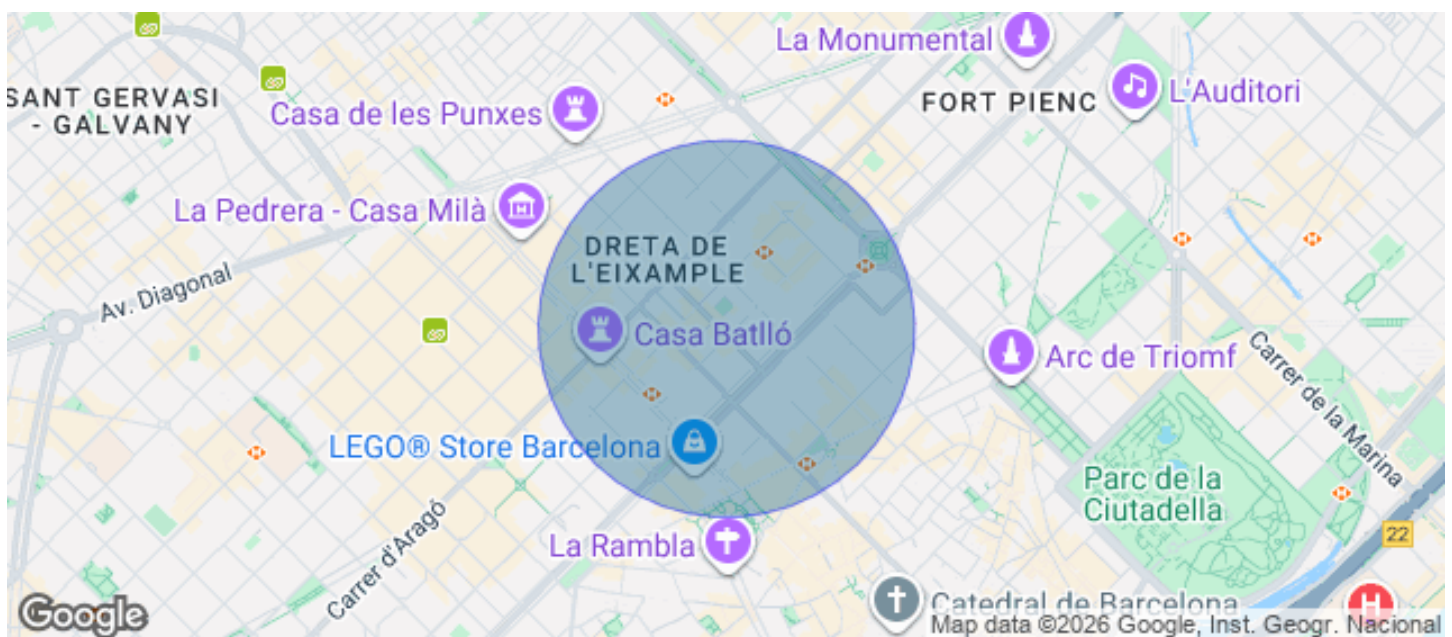 La Monumental
SANT GERVASI
- GALVANY
Casa de les Punxes
FORT PIENC
L'Auditori
La Pedrera - Casa Milà
DRETA DE
L'EIXAMPLE
Av. Diagonal
Casa Batlló
Arc de Triomf
Carrer de la Marina
LEGO® Store Barcelona
Parc de la
Ciutadella
La Rambla
22
Carrer d'Aragó
Catedral de Barcelona
H
Google
Map data ©2026 Google, Inst. Geogr. Nacional